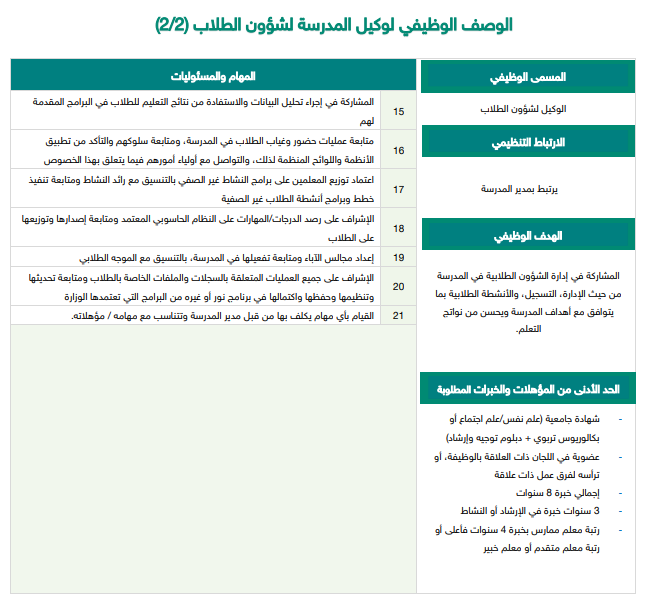 الوصف الوظيفي لوكيل المدرسة لشؤون الطلاب (2/2)
المسمى الوظيفي
الوكيل لشؤون الطلاب
الارتباط التنظيمي
يرتبط بمدير المدرسة
الهدف الوظيفي
المشاركة في إدارة الشؤون الطلابية في المدرسة
من حيث الإدارة، التسجيل، والأنشطة الطلابية بما
يتوافق مع أهداف المدرسة ويحسن من نواتج
التعلم.
الحد الأدنى من المؤهلات والخبرات المطلوبة
- شهادة جامعية (علم نفس/علم اجتماع أو
بكالوريوس تربوي + دبلوم توجيه وإرشاد)
- عضوية في اللجان ذات العلاقة بالوظيفة، أو
ترأسه لفرق عمل ذات علاقة
- إجمالي خبرة 8 سنوات
- 3 سنوات خبرة في الإرشاد أو النشاط
- رتبة معلم ممارس بخبرة 4 سنوات فأعلى أو
رتبة معلم متقدم أو معلم خبير
المهام والمسئوليات
15 المشاركة في إجراء تحليل البيانات والاستفادة من نتائج التعليم للطلاب في البرامج المقدمة
لهم
16 متابعة عمليات حضور وغياب الطلاب في المدرسة، ومتابعة سلوكهم والتأكد من تطبيق
الأنظمة واللوائح المنظمة لذلك، والتواصل مع أولياء أمورهم فيما يتعلق بهذا الخصوص
17 اعتماد توزيع المعلمين على برامج النشاط غير الصفي بالتنسيق مع رائد النشاط ومتابعة تنفيذ
خطط وبرامج أنشطة الطلاب غير الصفية
18 الإشراف على رصد الدرجات/المهارات على النظام الحاسوبي المعتمد ومتابعة إصدارها وتوزيعها
على الطلاب
19 إعداد مجالس الآباء ومتابعة تفعيلها في المدرسة، بالتنسيق مع الموجه الطلابي
20 الإشراف على جميع العمليات المتعلقة بالسجلات والملفات الخاصة بالطلاب ومتابعة تحديثها
وتنظيمها وحفظها واكتمالها في برنامج نور أو غيره من البرامج التي تعتمدها الوزارة
21 القيام بأي مهام يكلف بها من قبل مدير المدرسة وتتناسب مع مهامه / مؤهلاته.